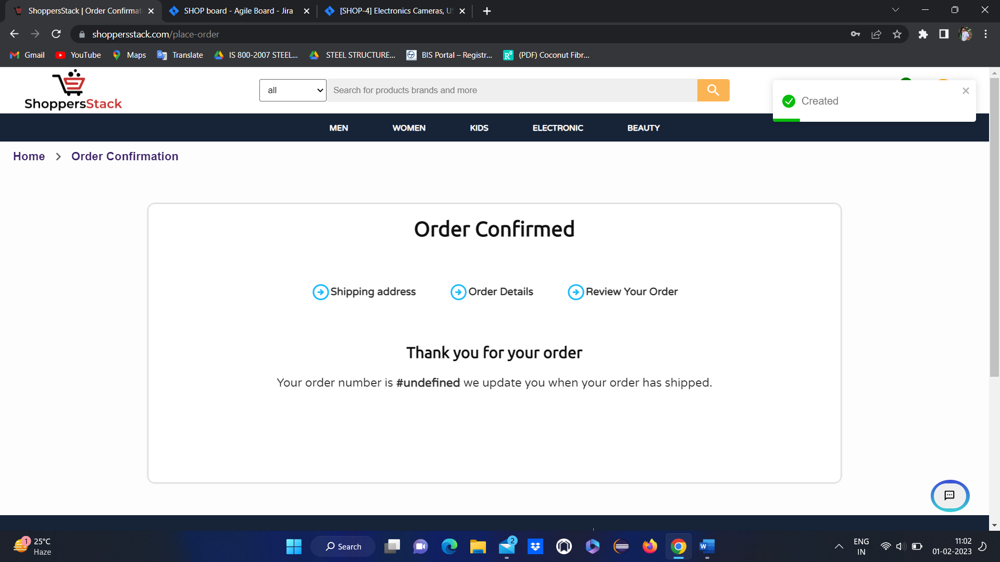 ShoppersStack | Order Confirmat
SHOP board - Agile Board - Jira
[SHOP-4] Electronics Cameras, US
shoppersstack.com/place-order
Gmail
YouTube
Maps
Translate
IS 800-2007 STEEL...
STEEL STRUCTURE...
BIS Portal – Registr...
(PDF) Coconut Fibr...
ShoppersStack
all
Search for products brands and more
Created
MEN
WOMEN
KIDS
ELECTRONIC
BEAUTY
Home
Order Confirmation
Order Confirmed
Shipping address
Order Details
Review Your Order
Thank you for your order
Your order number is #undefined we update you when your order has shipped.
1
25°C
Haze
Search
2
ENG
IN
11:02
01-02-2023